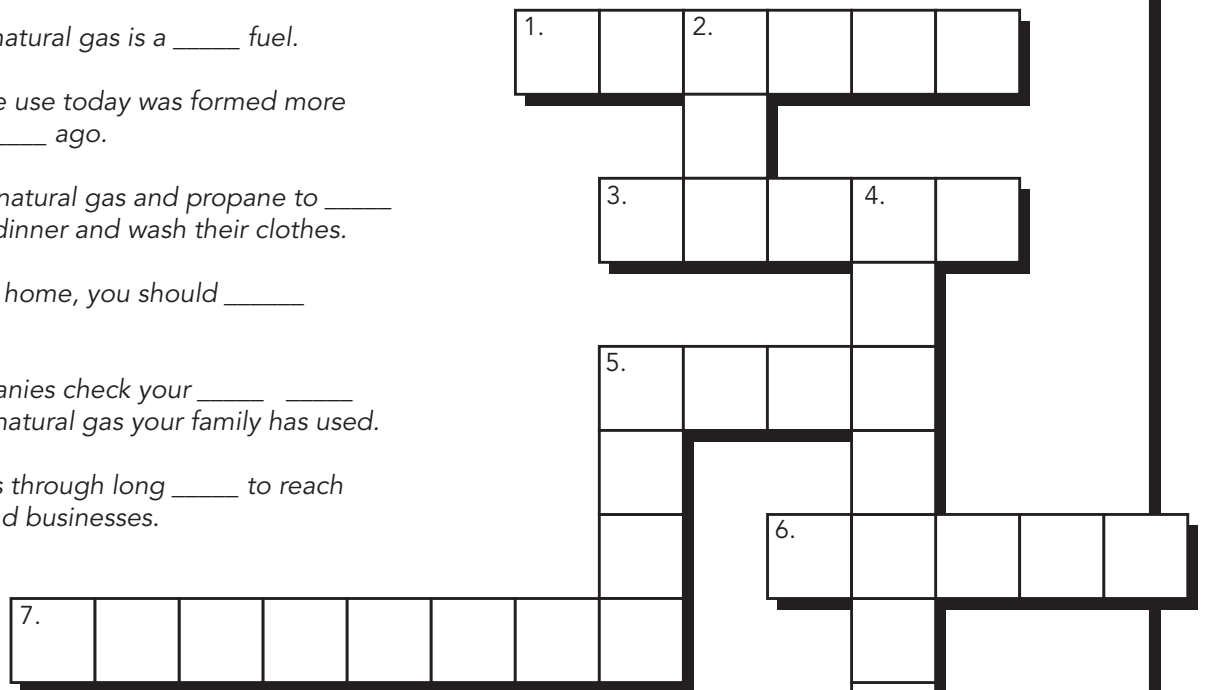 natural gas is a _____ fuel.
e use today was formed more
____ ago.
natural gas and propane to _____
dinner and wash their clothes.
home, you should ______
anies check your _____ _____
natural gas your family has used.
s through long _____ to reach
d businesses.
1. 2.
3. 4.
5.
6.
7.